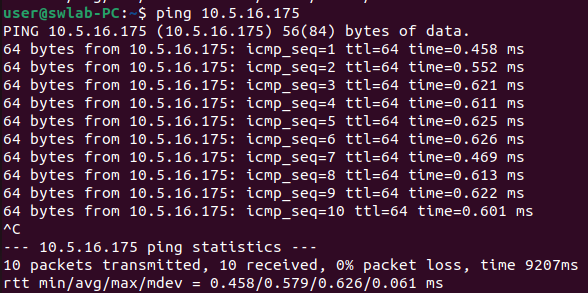 user@swlab-PC:~$ ping 10.5.16.175
PING 10.5.16.175 (10.5.16.175) 56(84) bytes of data.
64 bytes from 10.5.16.175: icmp_seq=1 ttl=64 time=0.458 ms
64 bytes from 10.5.16.175: icmp_seq=2 ttl=64 time=0.552 ms
64 bytes from 10.5.16.175: icmp_seq=3 ttl=64 time=0.621 ms
64 bytes from 10.5.16.175: icmp_seq=4 ttl=64 time=0.611 ms
64 bytes from 10.5.16.175: icmp_seq=5 ttl=64 time=0.625 ms
64 bytes from 10.5.16.175: icmp_seq=6 ttl=64 time=0.626 ms
64 bytes from 10.5.16.175: icmp_seq=7 ttl=64 time=0.469 ms
64 bytes from 10.5.16.175: icmp_seq=8 ttl=64 time=0.613 ms
64 bytes from 10.5.16.175: icmp_seq=9 ttl=64 time=0.622 ms
64 bytes from 10.5.16.175: icmp_seq=10 ttl=64 time=0.601 ms
^C
--- 10.5.16.175 ping statistics ---
10 packets transmitted, 10 received, 0% packet loss, time 9207ms
rtt min/avg/max/mdev = 0.458/0.579/0.626/0.061 ms